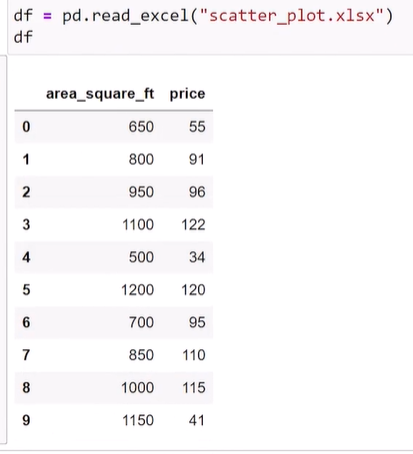 df = pd.read_excel("scatter_plot.xlsx")
df
area_square_ft price
0 650 55
1 800 91
2 950 96
3 1100 122
4 500 34
5 1200 120
6 700 95
7 850 110
8 1000 115
9 1150 41